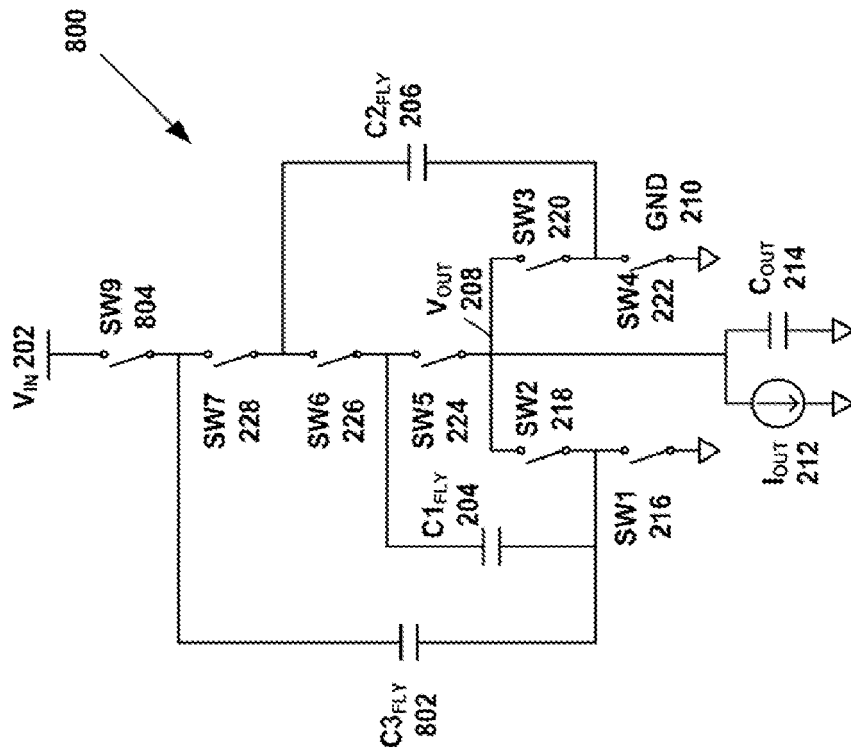 800
V_IN 202
SW9
804
C2_FLY
206
SW7
228
SW6
226
SW5
224
V_OUT
208
SW3
220
SW2
218
SW4
222
GND
210
C1_FLY
204
SW1
216
C3_FLY
802
C_OUT
214
I_OUT
212